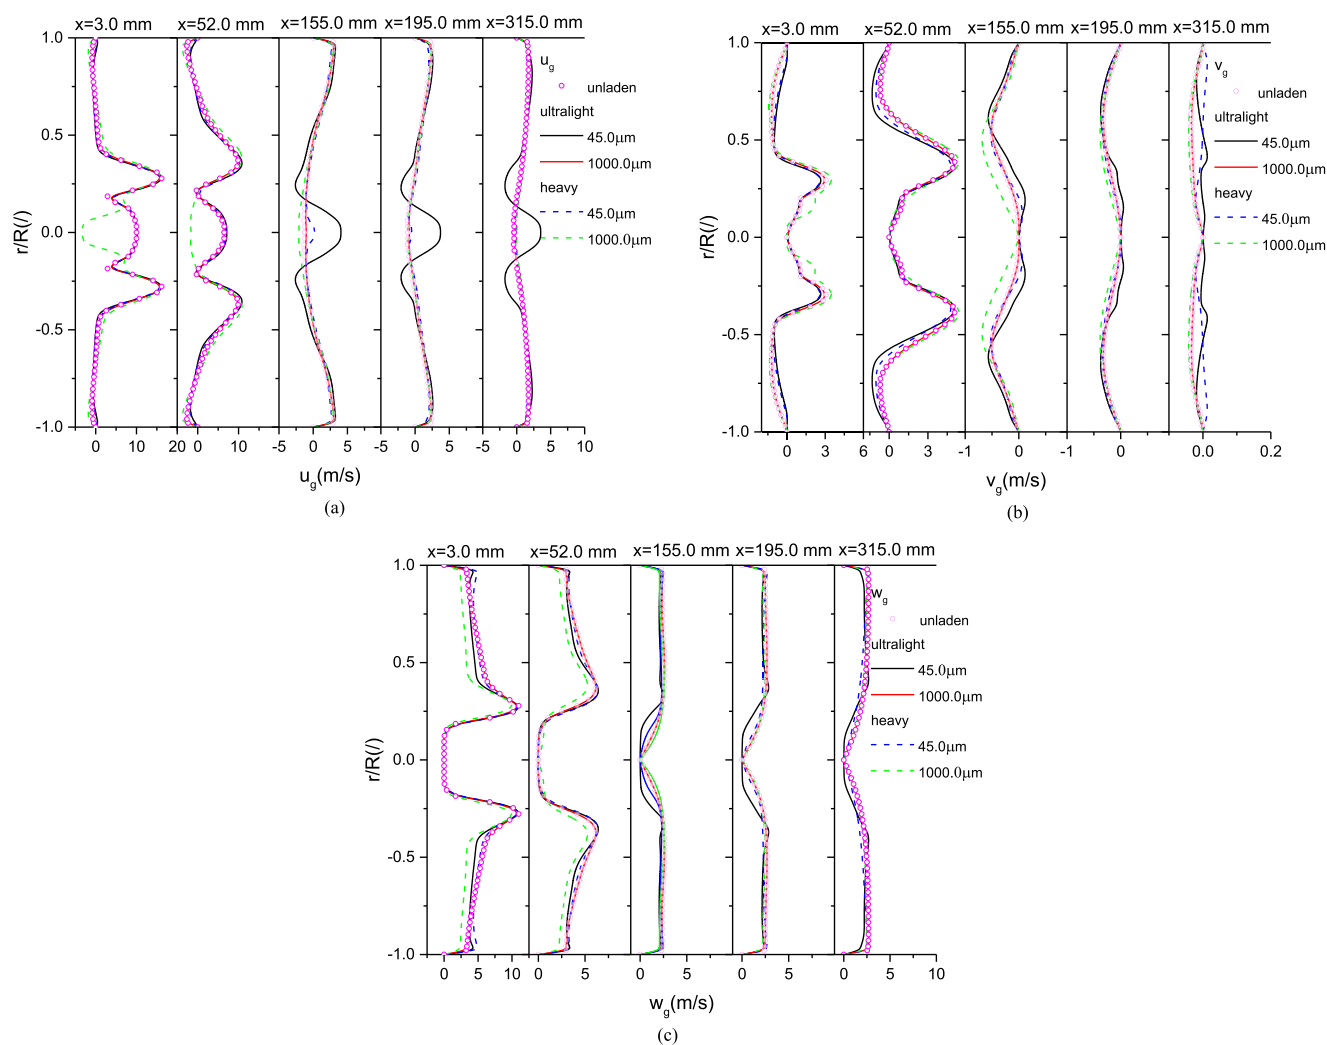 x=3.0 mm x=52.0 mm x=155.0 mm x=195.0 mm x=315.0 mm
1.0
0.5
0.0
-0.5
-1.0
r/R(/)
u_g
unladen
ultralight
45.0μm
1000.0μm
heavy
45.0μm
1000.0μm
0 10 20 0 10 0 5 -5 0 5 -5 0 5 10
u_g(m/s)
(a)
x=3.0 mm x=52.0 mm x=155.0 mm x=195.0 mm x=315.0 mm
1.0
0.5
0.0
-0.5
-1.0
r/R(/)
v_g
unladen
ultralight
45.0μm
1000.0μm
heavy
45.0μm
1000.0μm
0 3 6 0 3 -1 0 -1 0 0.0 0.2
v_g(m/s)
(b)
x=3.0 mm x=52.0 mm x=155.0 mm x=195.0 mm x=315.0 mm
1.0
0.5
0.0
-0.5
-1.0
r/R(/)
w_g
unladen
ultralight
45.0μm
1000.0μm
heavy
45.0μm
1000.0μm
0 5 10 0 5 0 5 0 5 0 5 10
w_g(m/s)
(c)